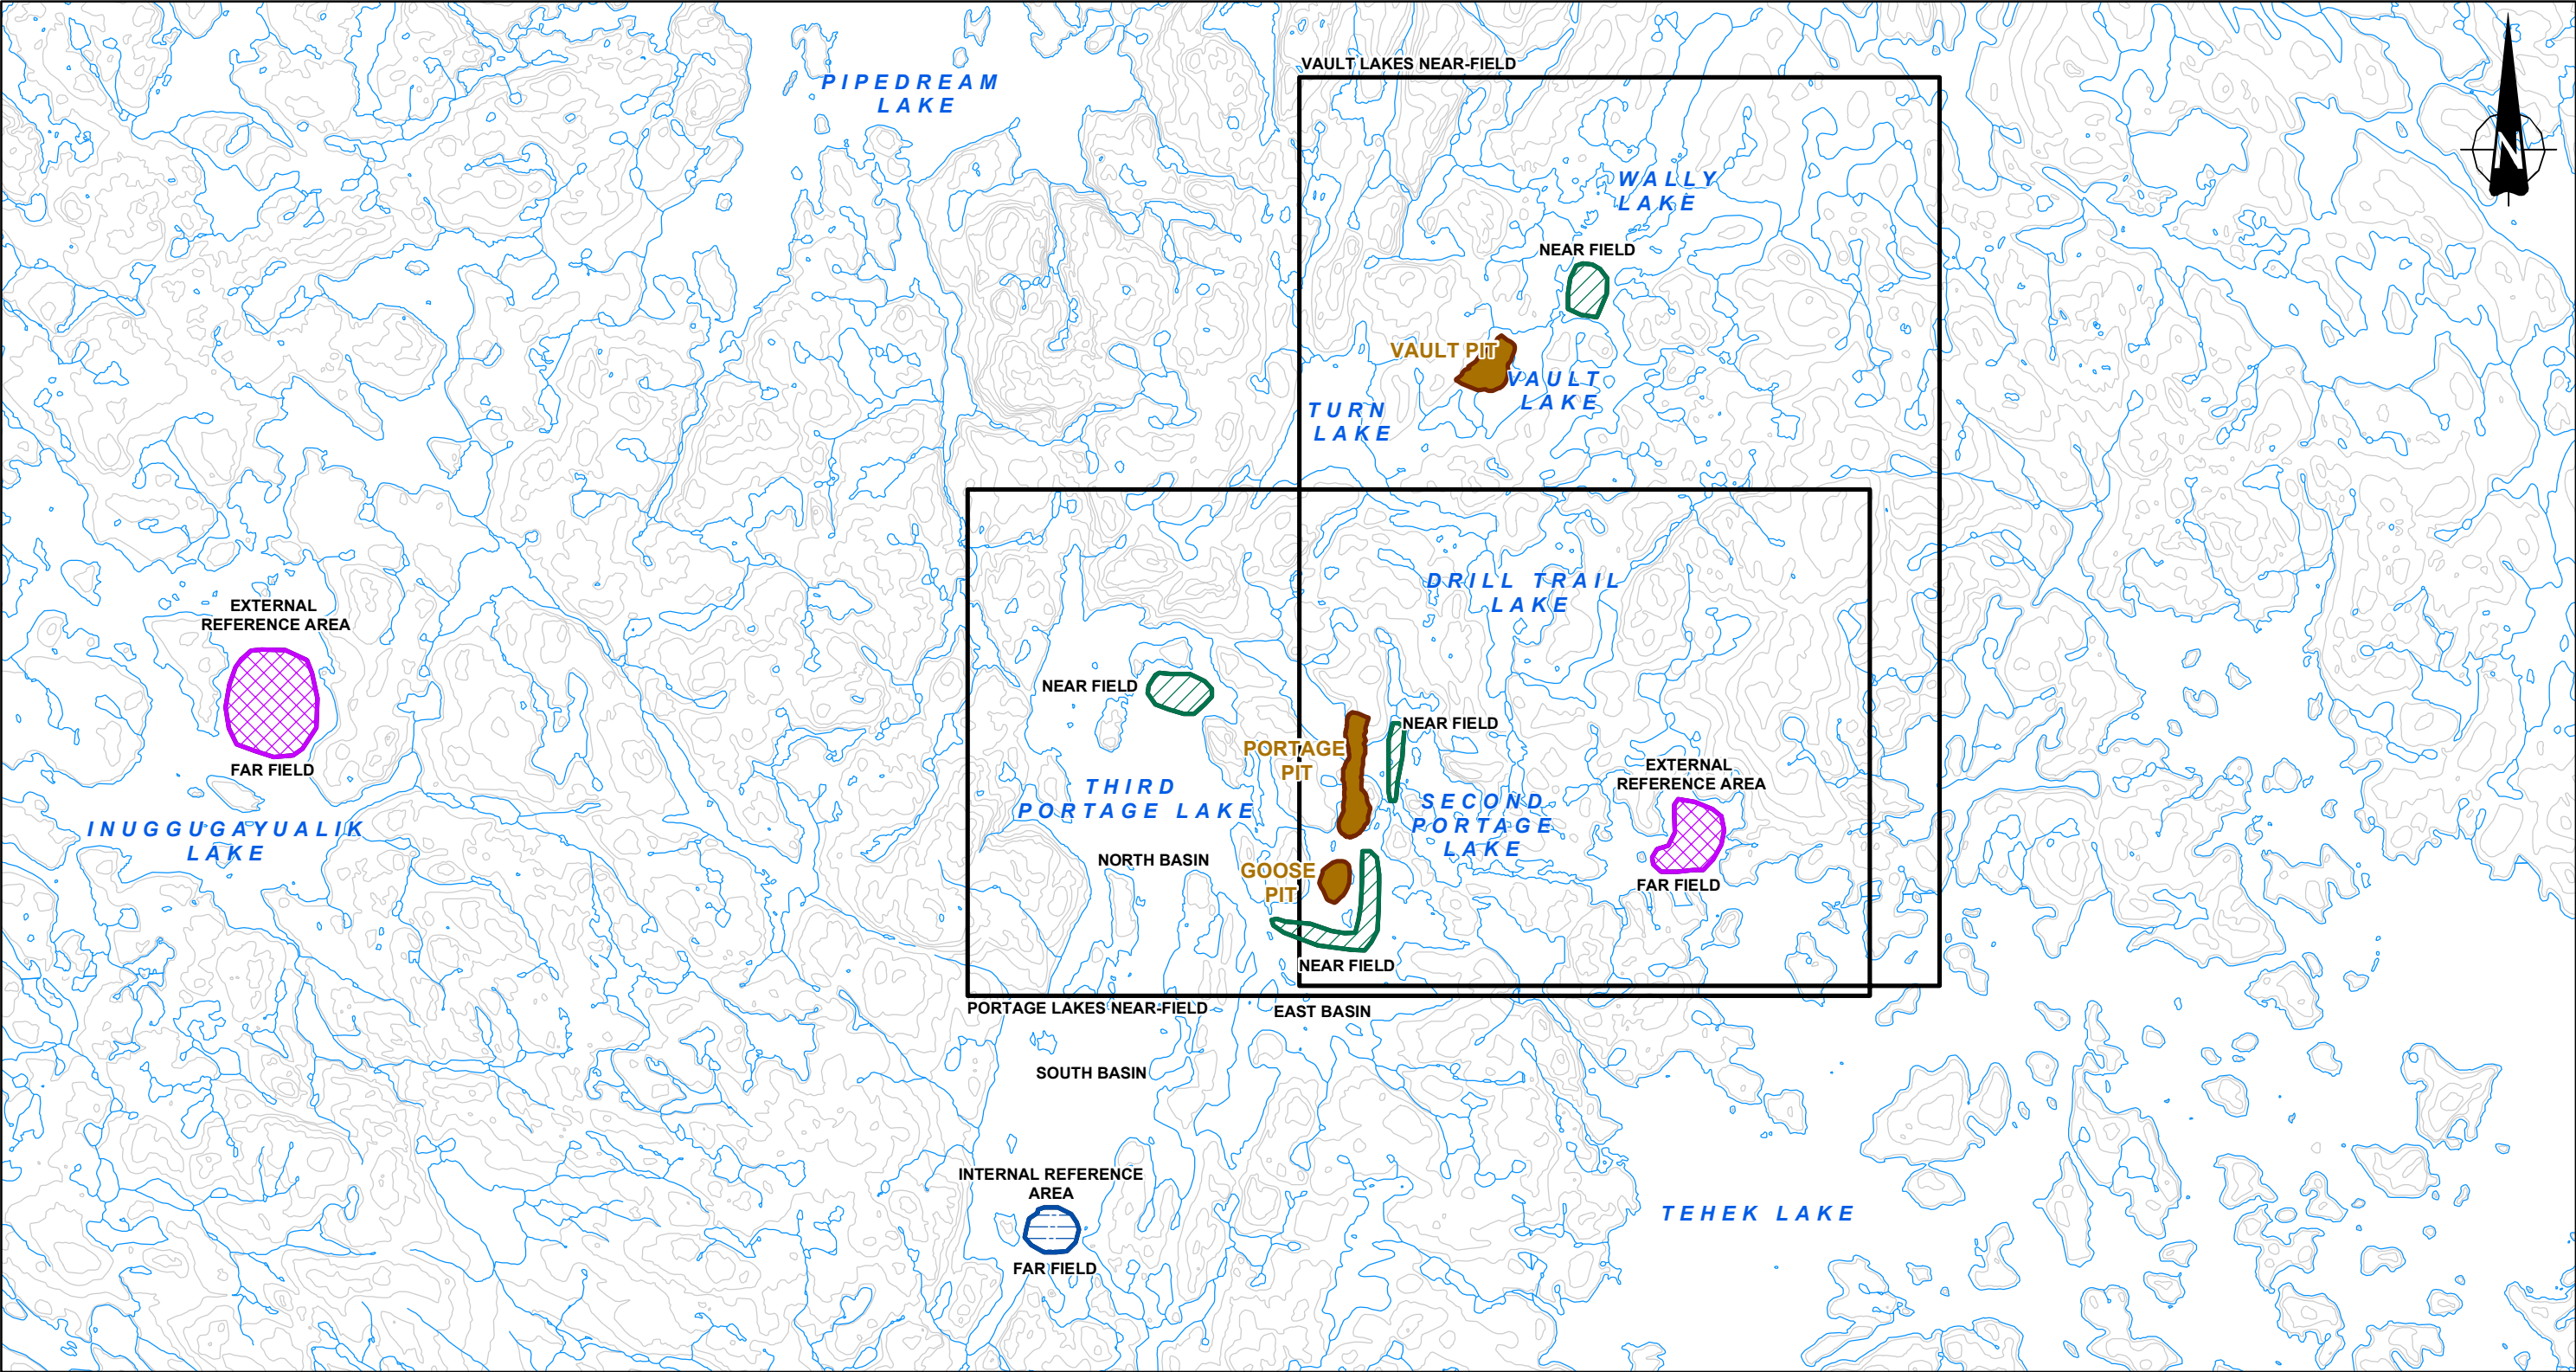 VAULT LAKES NEAR-FIELD
PIPEDREAM
LAKE
N
WALLY
LAKE
NEAR FIELD
VAULT PIT
VAULT
LAKE
TURN
LAKE
DRILL TRAIL
LAKE
EXTERNAL
REFERENCE AREA
FAR FIELD
INUGGUGAYUALIK
LAKE
NEAR FIELD
NEAR FIELD
PORTAGE
PIT
THIRD
PORTAGE LAKE
SECOND
PORTAGE
LAKE
EXTERNAL
REFERENCE AREA
FAR FIELD
NORTH BASIN
GOOSE
PIT
NEAR FIELD
PORTAGE LAKES NEAR-FIELD
EAST BASIN
SOUTH BASIN
INTERNAL REFERENCE
AREA
FAR FIELD
TEHEK LAKE